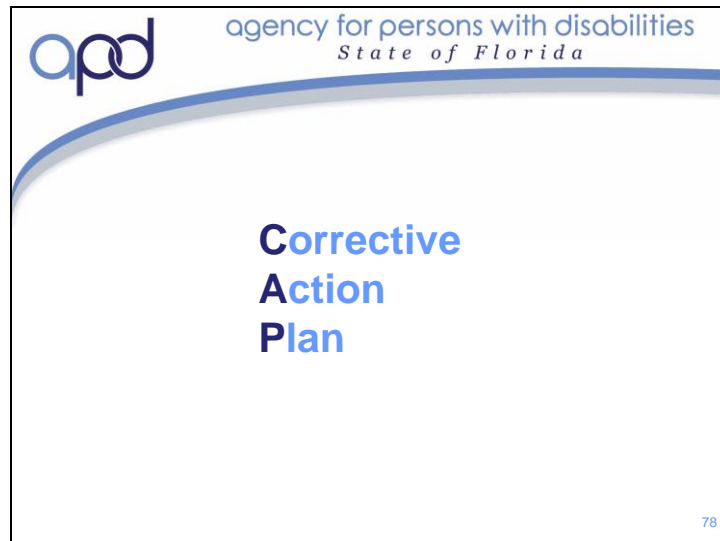 apd
agency for persons with disabilities
State of Florida
Corrective
Action
Plan
78